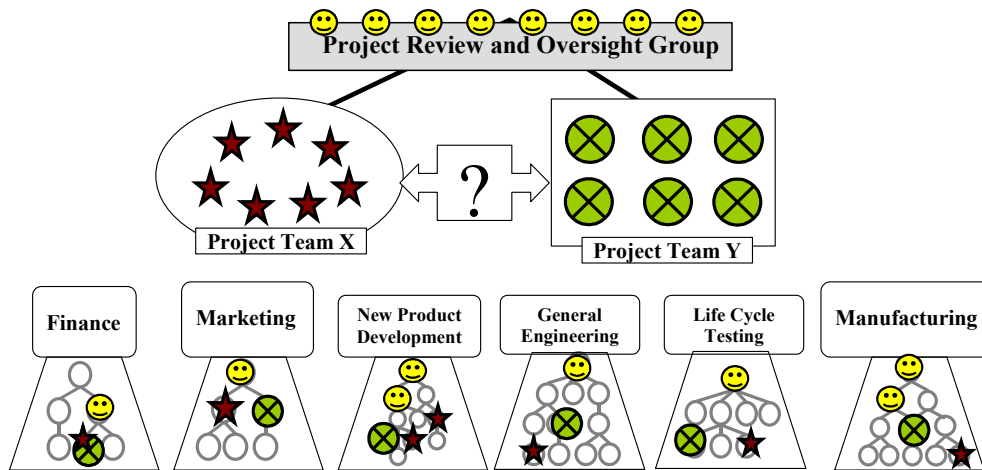 Project Review and Oversight Group
?
Project Team X
Project Team Y
Finance
Marketing
New Product
Development
General
Engineering
Life Cycle
Testing
Manufacturing